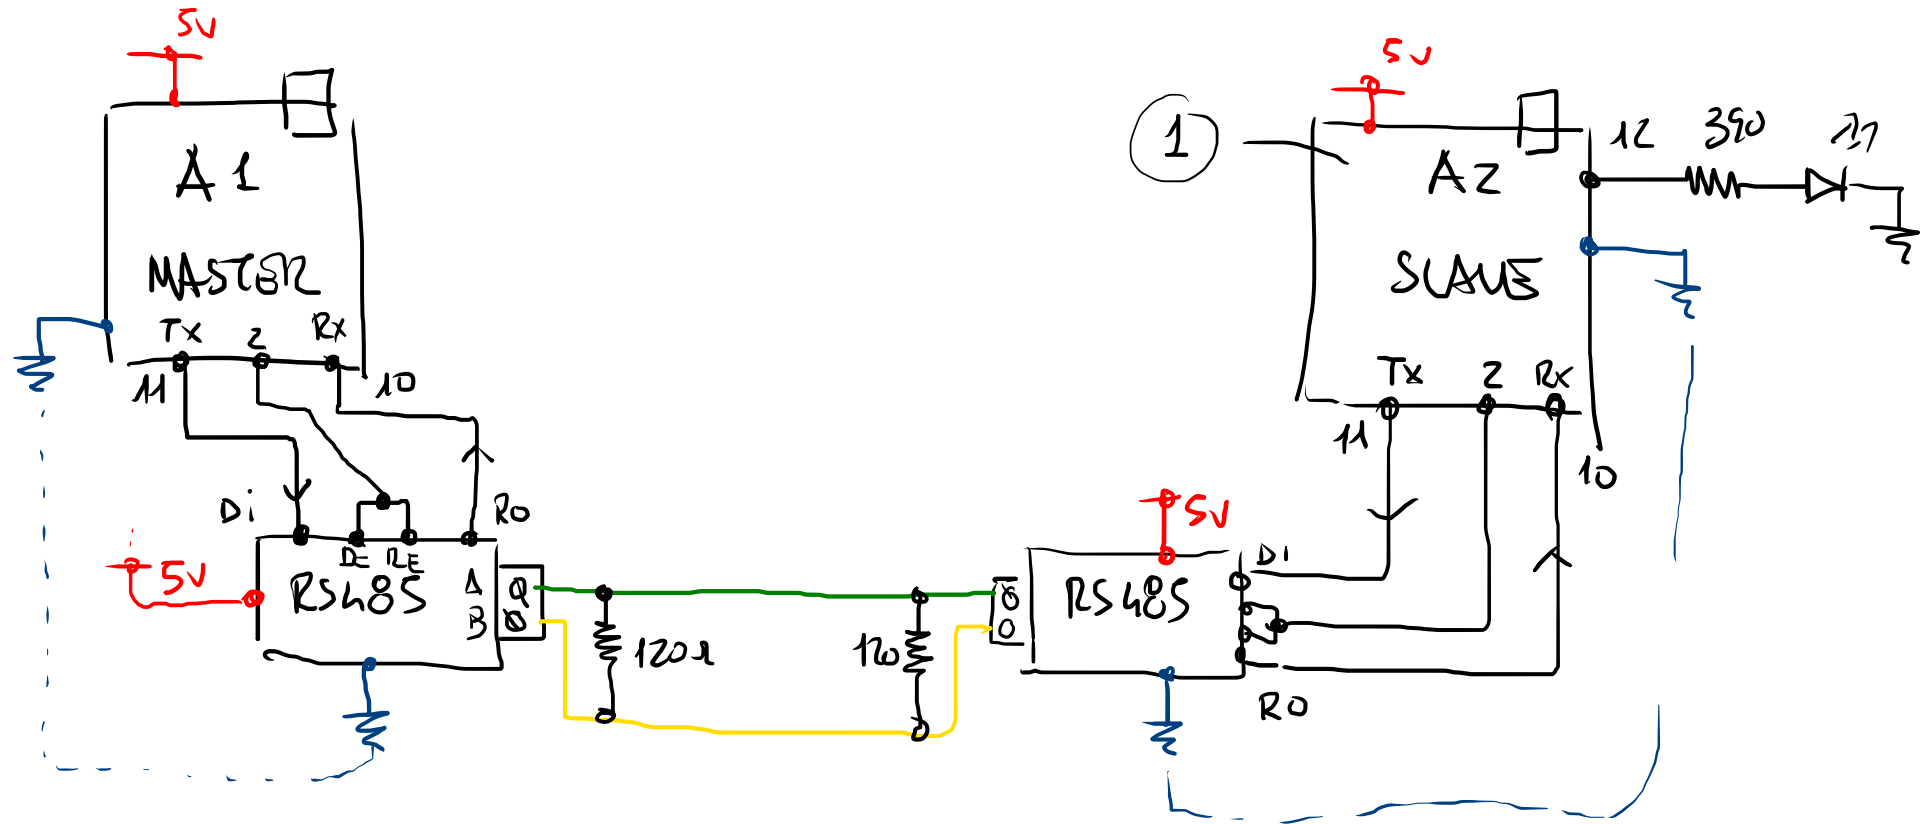 5V
A1
MASTER
Tx
2
Rx
11
10
Di
RO
DE
RE
5V
RS485
A
B
120Ω
120
5V
1
A2
SLAVE
12
390
Tx
2
Rx
11
10
5V
Di
RS485
RO